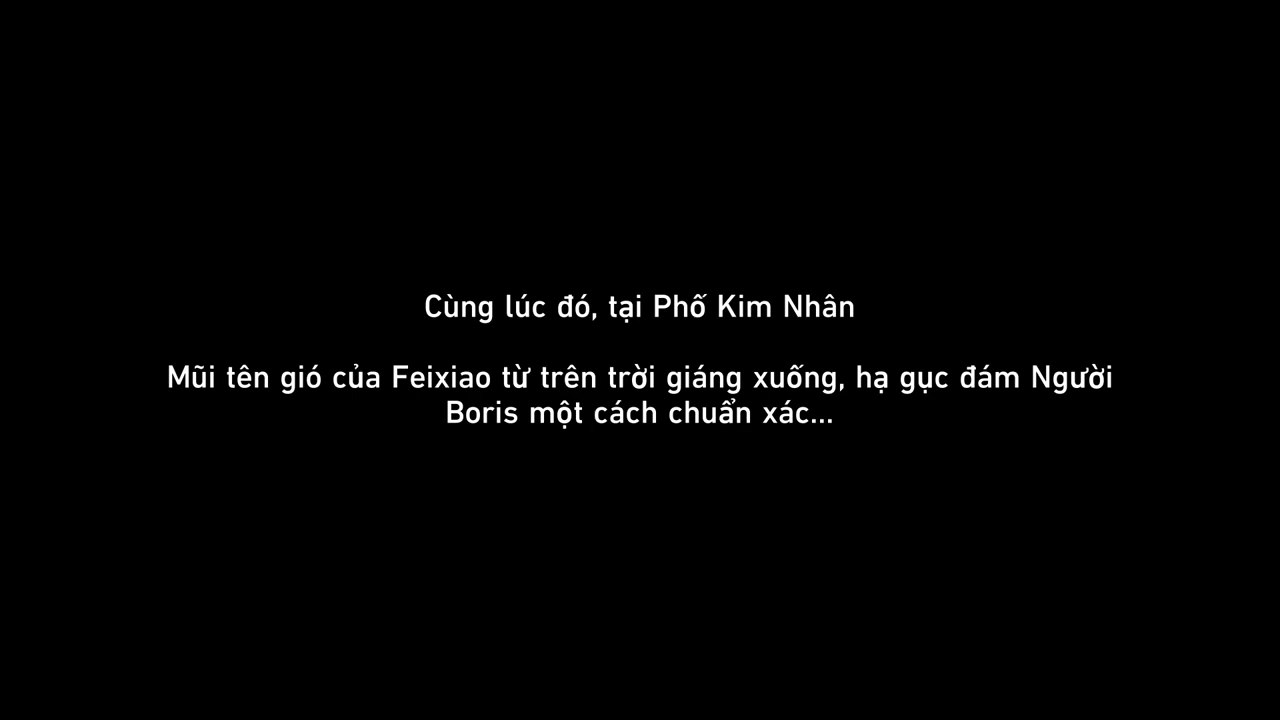 Cùng lúc đó, tại Phố Kim Nhân
Mũi tên gió của Feixiao từ trên trời giáng xuống, hạ gục đám Người
Boris một cách chuẩn xác...